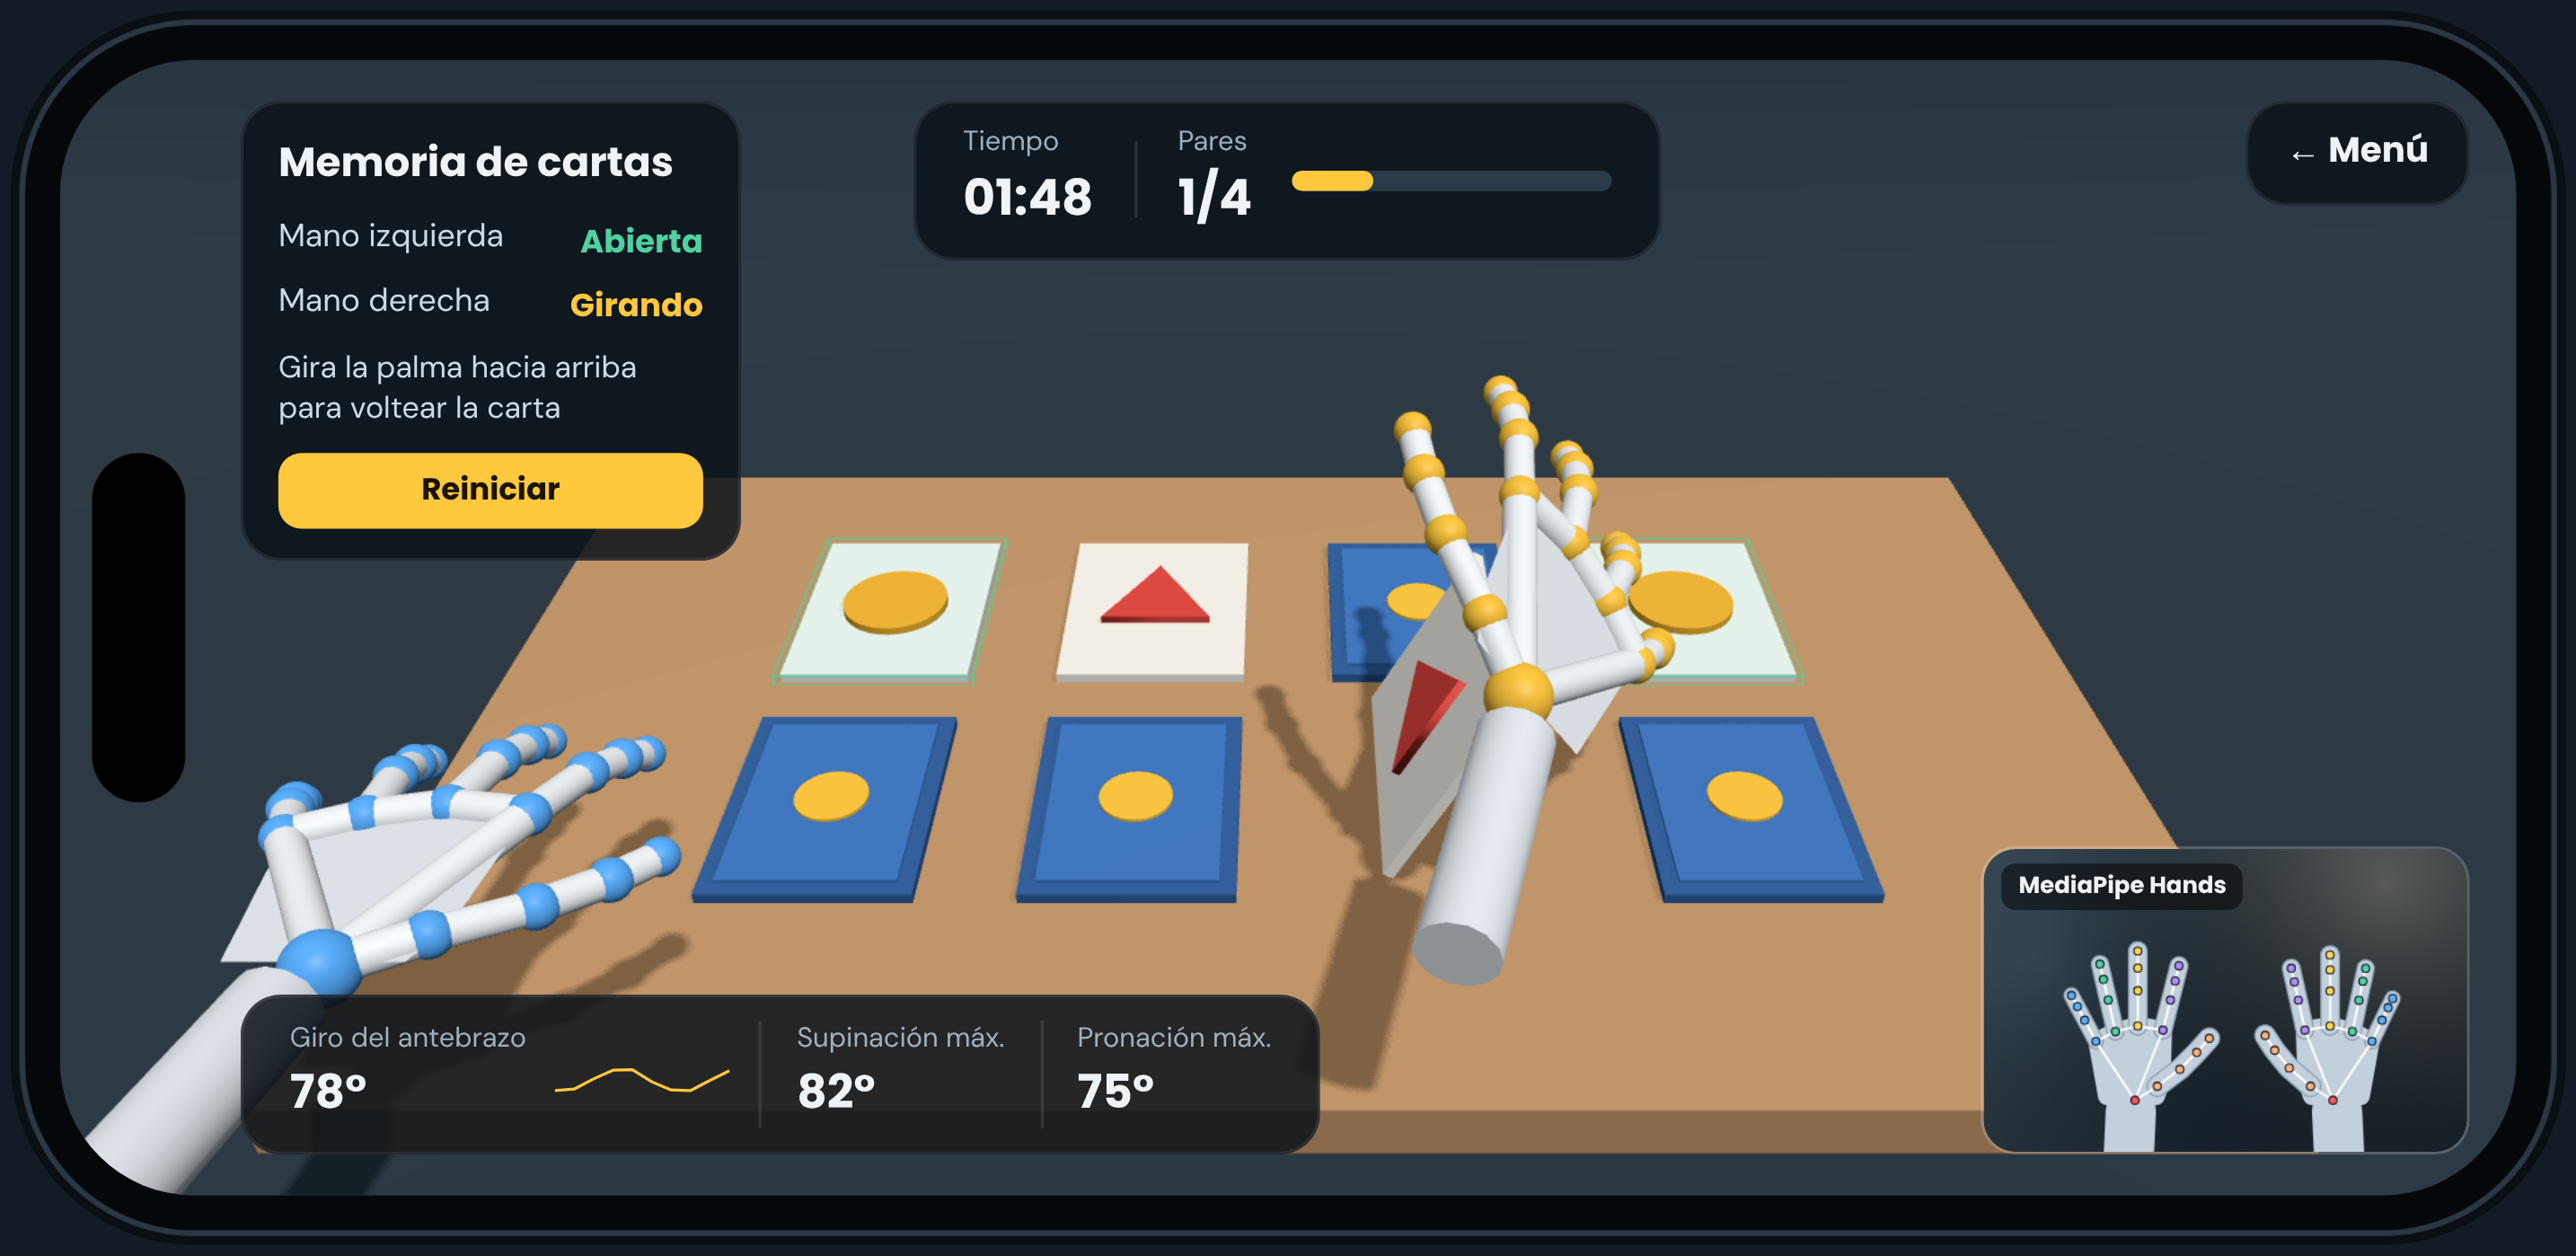 Memoria de cartas
Mano izquierda Abierta
Mano derecha Girando
Gira la palma hacia arriba
para voltear la carta
Reiniciar
Tiempo
01:48
Pares
1/4
← Menú
Giro del antebrazo
78°
Supinación máx.
82°
Pronación máx.
75°
MediaPipe Hands